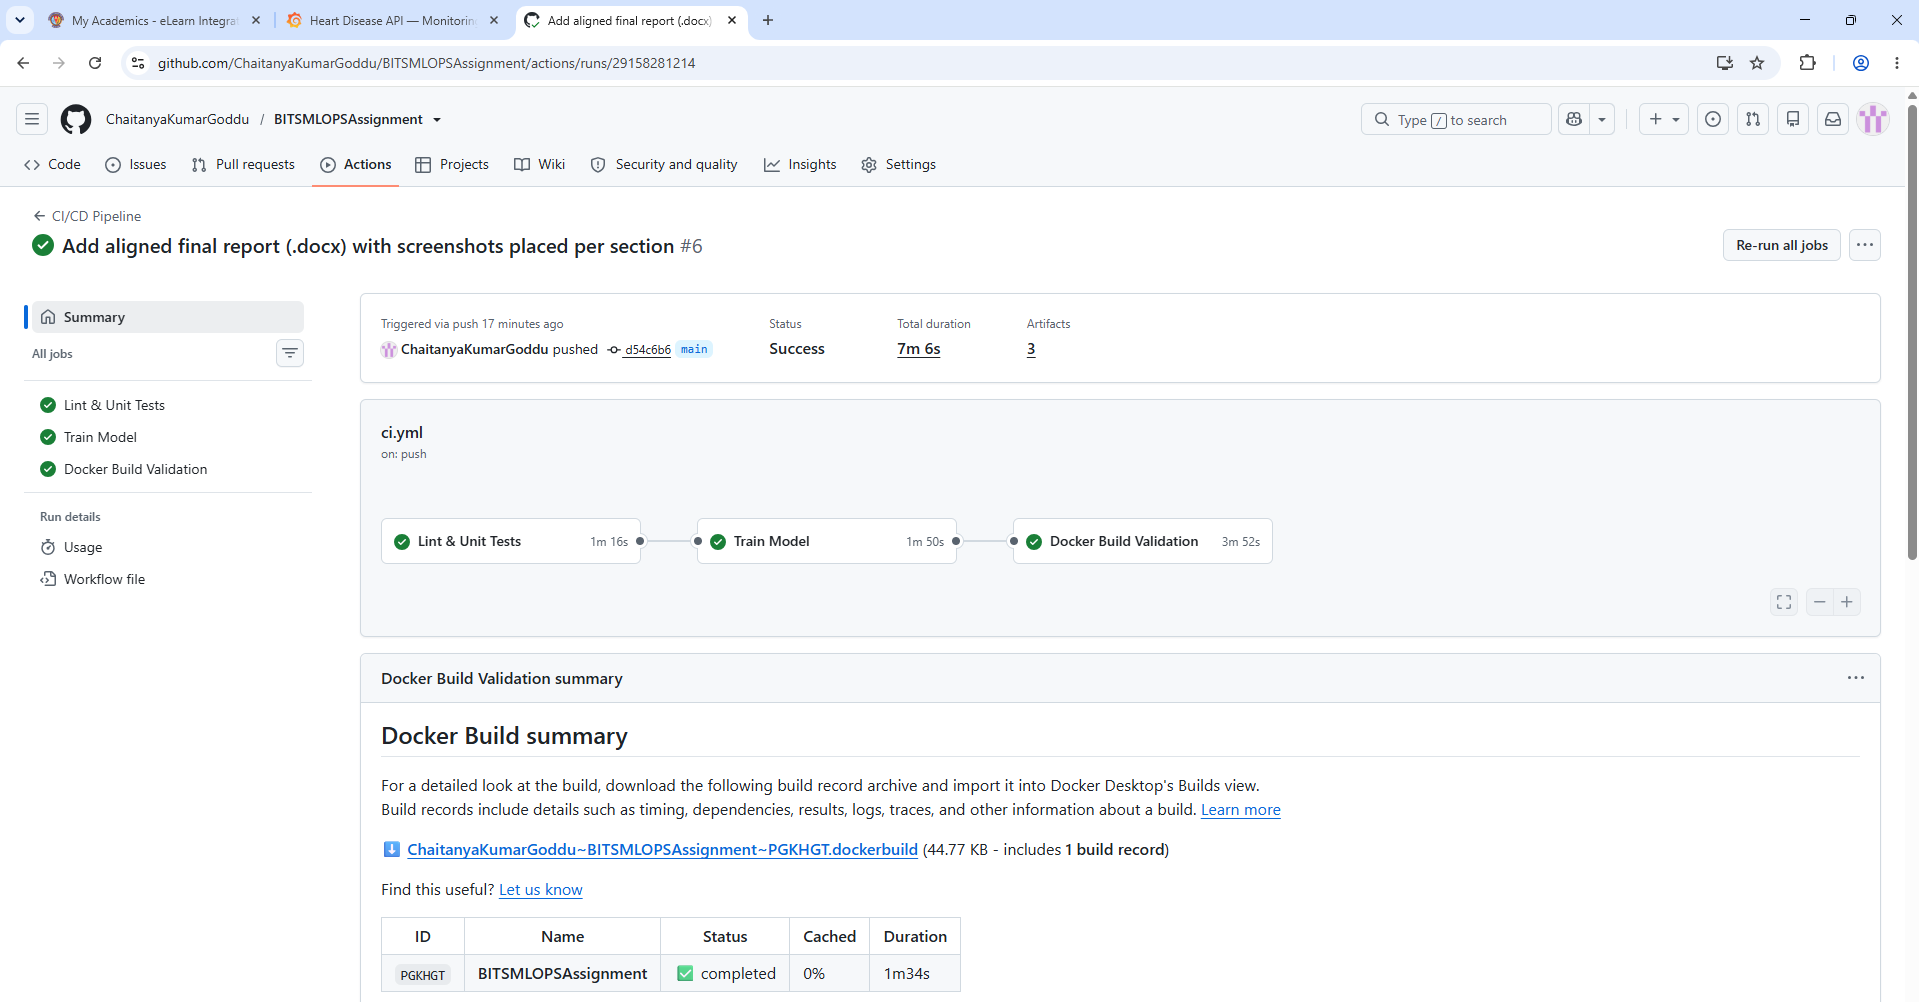 My Academics - eLearn Integra
Heart Disease API — Monitorin
Add aligned final report (.docx)
github.com/ChaitanyaKumarGoddu/BITSMLOPSAssignment/actions/runs/29158281214
ChaitanyaKumarGoddu / BITSMLOPSAssignment
Type / to search
Code
Issues
Pull requests
Actions
Projects
Wiki
Security and quality
Insights
Settings
CI/CD Pipeline
Add aligned final report (.docx) with screenshots placed per section #6
Re-run all jobs
Summary
All jobs
Lint & Unit Tests
Train Model
Docker Build Validation
Run details
Usage
Workflow file
Triggered via push 17 minutes ago
ChaitanyaKumarGoddu pushed d54c6b6 main
Status
Success
Total duration
7m 6s
Artifacts
3
ci.yml
on: push
Lint & Unit Tests 1m 16s
Train Model 1m 50s
Docker Build Validation 3m 52s
Docker Build Validation summary
Docker Build summary
For a detailed look at the build, download the following build record archive and import it into Docker Desktop's Builds view.
Build records include details such as timing, dependencies, results, logs, traces, and other information about a build. Learn more
ChaitanyaKumarGoddu~BITSMLOPSAssignment~PGKHGT.dockerbuild (44.77 KB - includes 1 build record)
Find this useful? Let us know
ID Name Status Cached Duration
PGKHGT BITSMLOPSAssignment completed 0% 1m34s